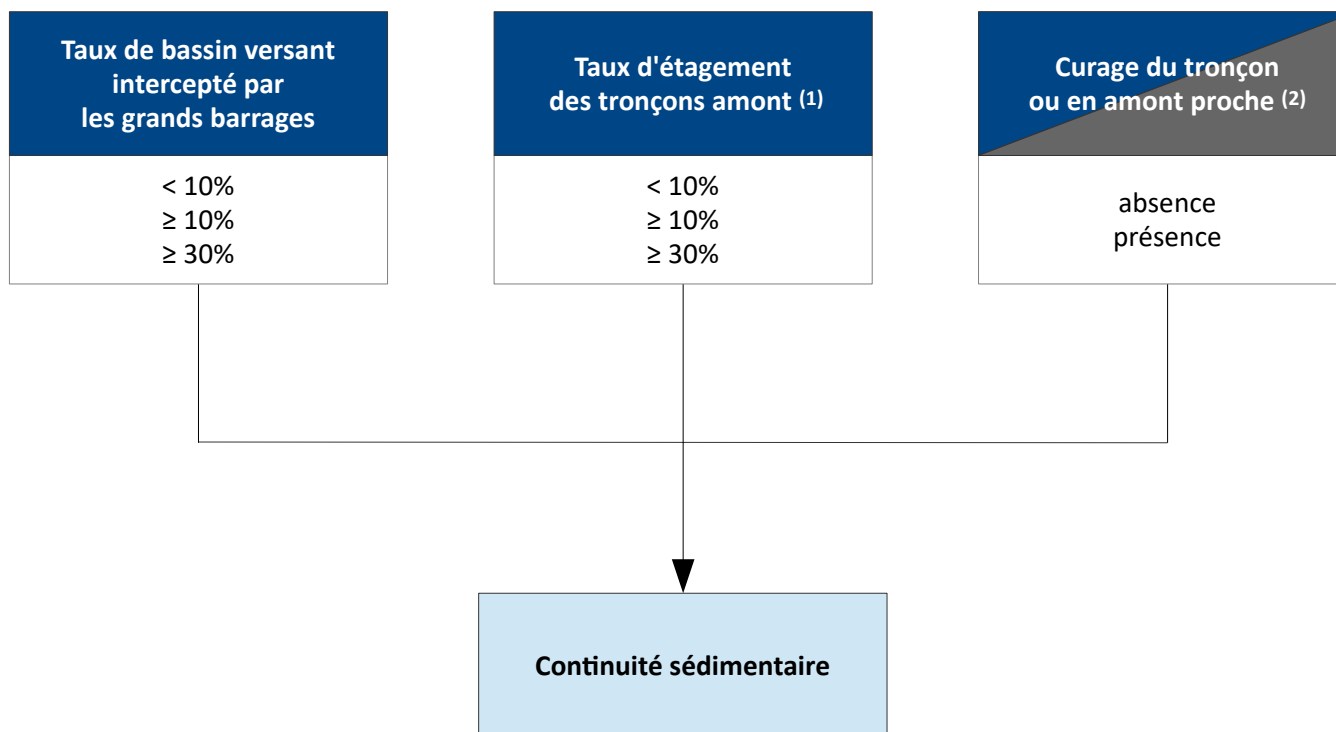 Taux de bassin versant
intercepté par
les grands barrages
< 10%
≥ 10%
≥ 30%
Taux d'étagement
des tronçons amont (1)
< 10%
≥ 10%
≥ 30%
Curage du tronçon
ou en amont proche (2)
absence
présence
Continuité sédimentaire